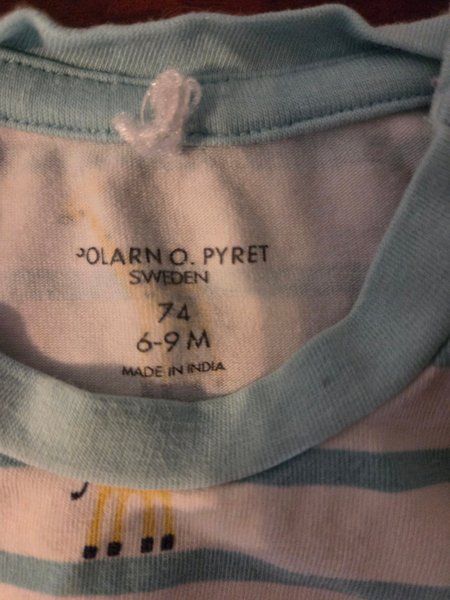 POLARN O. PYRET
SWEDEN
74
6-9 M
MADE IN INDIA